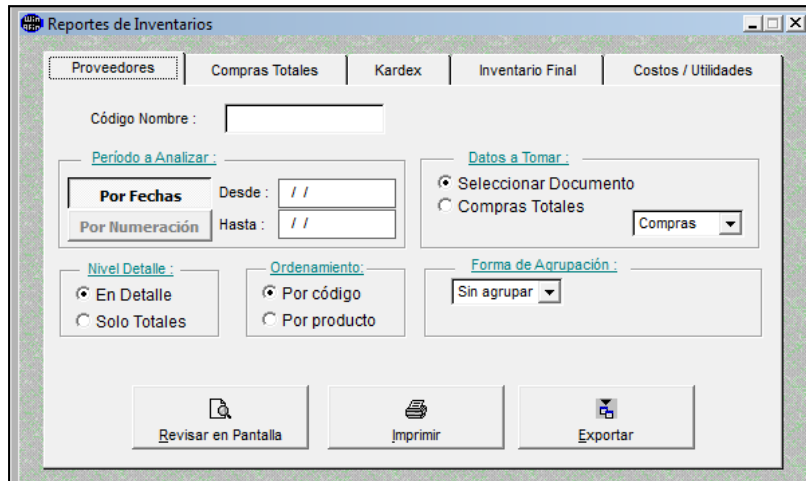 Reportes de Inventarios
Proveedores Compras Totales Kardex Inventario Final Costos / Utilidades
Código Nombre :
Período a Analizar :
Por Fechas Desde : / /
Por Numeración Hasta : / /
Datos a Tomar :
Seleccionar Documento
Compras Totales
Compras
Nivel Detalle :
En Detalle
Solo Totales
Ordenamiento:
Por código
Por producto
Forma de Agrupación :
Sin agrupar
Revisar en Pantalla Imprimir Exportar